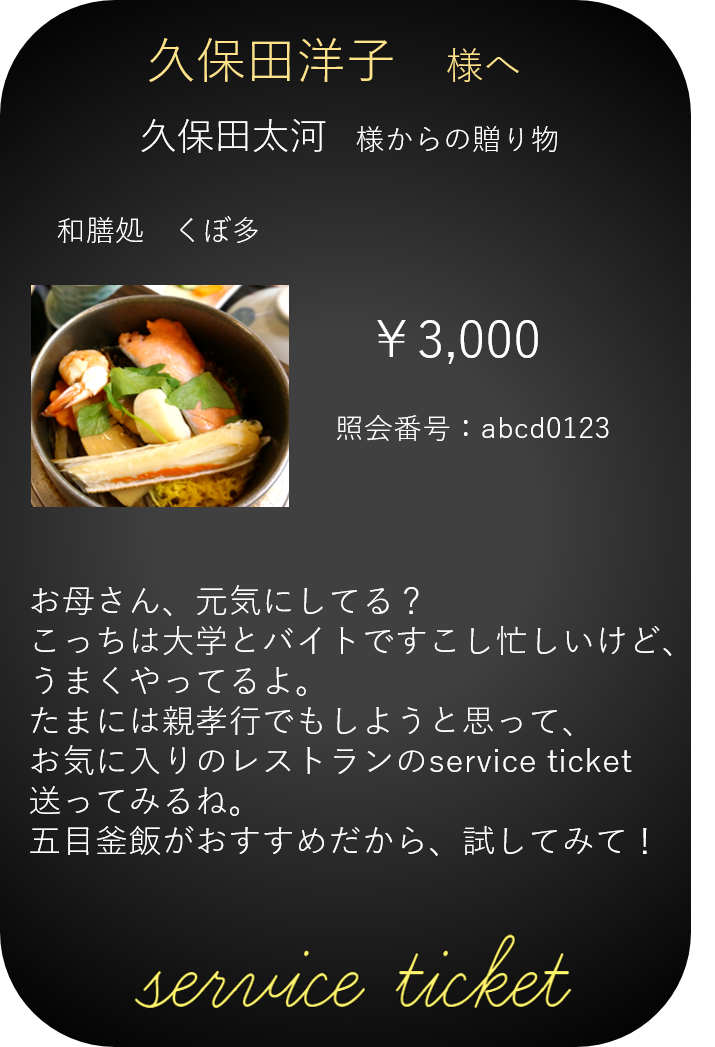 久保田洋子　様へ
久保田太河　様からの贈り物
和膳処　くぼ多
￥3,000
照会番号：abcd0123
お母さん、元気にしてる？
こっちは大学とバイトですこし忙しいけど、
うまくやってるよ。
たまには親孝行でもしようと思って、
お気に入りのレストランのservice ticket
送ってみるね。
五目釜飯がおすすめだから、試してみて！
service ticket